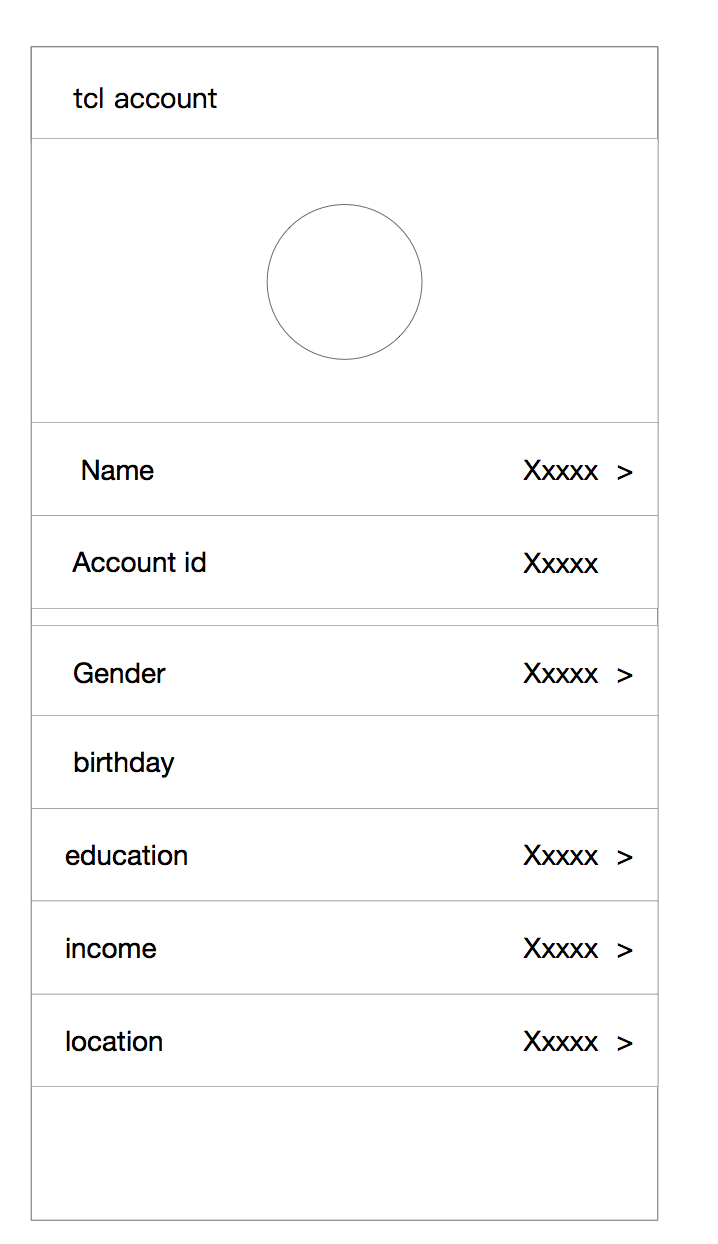 tcl account
Name Xxxxx >
Account id Xxxxx
Gender Xxxxx >
birthday
education Xxxxx >
income Xxxxx >
location Xxxxx >